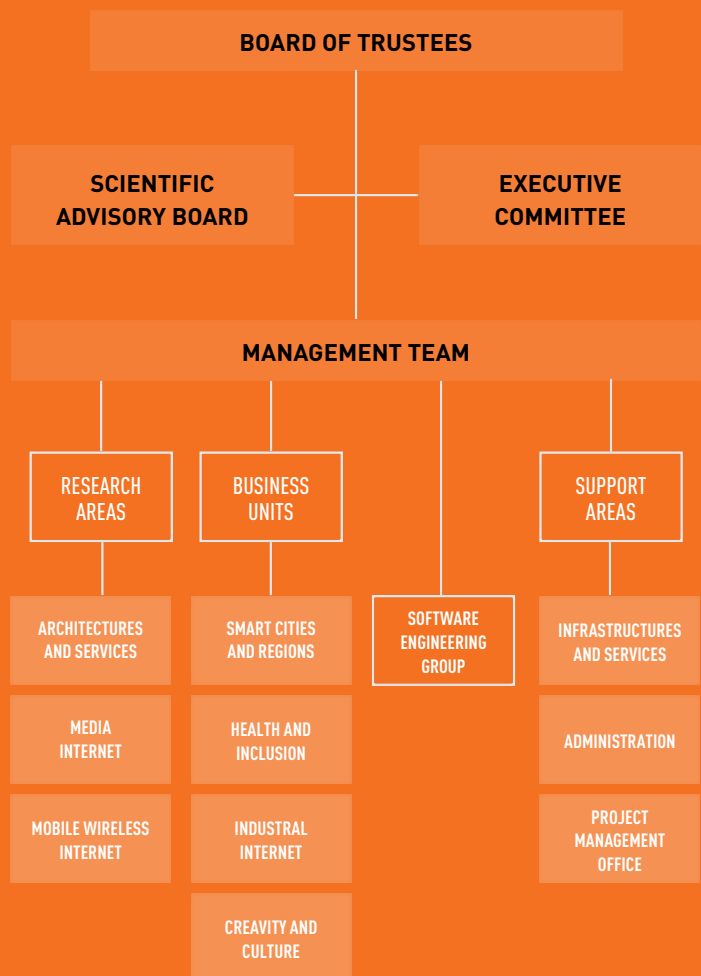 BOARD OF TRUSTEES
SCIENTIFIC
ADVISORY BOARD
EXECUTIVE
COMMITTEE
MANAGEMENT TEAM
RESEARCH
AREAS
BUSINESS
UNITS
SUPPORT
AREAS
ARCHITECTURES
AND SERVICES
MEDIA
INTERNET
MOBILE WIRELESS
INTERNET
SMART CITIES
AND REGIONS
HEALTH AND
INCLUSION
INDUSTRAL
INTERNET
CREAVITY AND
CULTURE
SOFTWARE
ENGINEERING
GROUP
INFRASTRUCTURES
AND SERVICES
ADMINISTRATION
PROJECT
MANAGEMENT
OFFICE